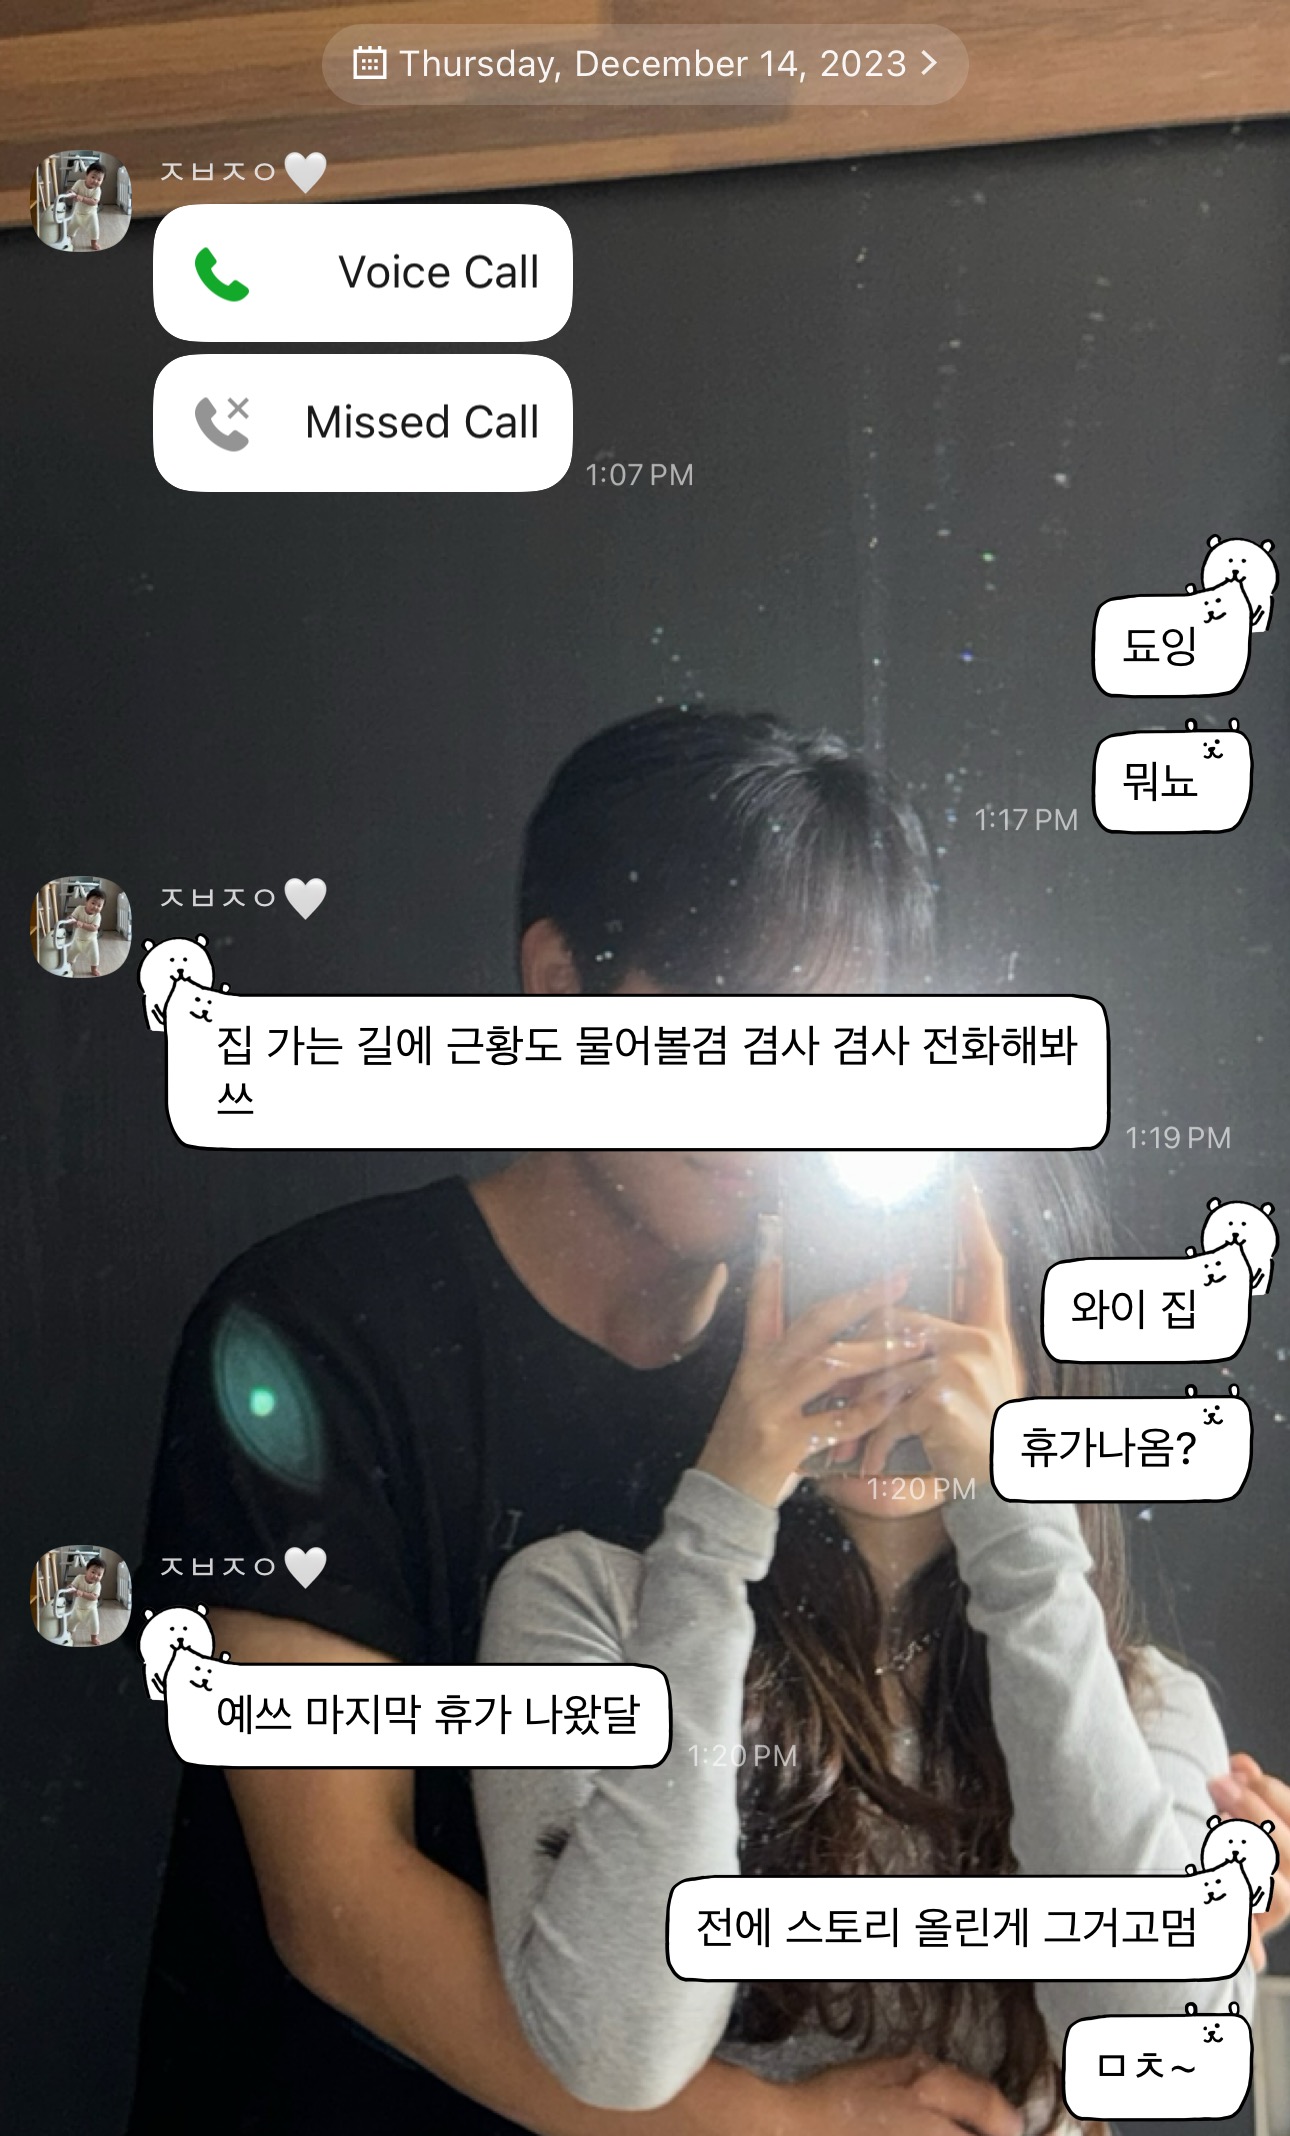 Thursday, December 14, 2023
ㅈㅂㅈㅇ🤍
Voice Call
Missed Call
1:07 PM
됴잉
뭐뇨
1:17 PM
ㅈㅂㅈㅇ🤍
집 가는 길에 근황도 물어볼겸 겸사 겸사 전화해봐
쓰
1:19 PM
와이 집
휴가나옴?
1:20 PM
ㅈㅂㅈㅇ🤍
예쓰 마지막 휴가 나왔달
1:20 PM
전에 스토리 올린게 그거고멈
ㅁㅊ~